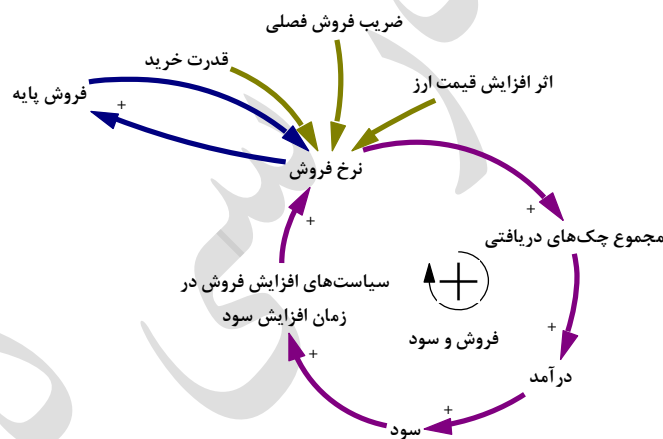 ضریب فروش فصلی
قدرت خرید
اثر افزایش قیمت ارز
فروش پایه
+
نرخ فروش
+
+
مجموع چک‌های دریافتی
سیاست‌های افزایش فروش در
زمان افزایش سود
+
فروش و سود
+
+
درآمد
+
سود